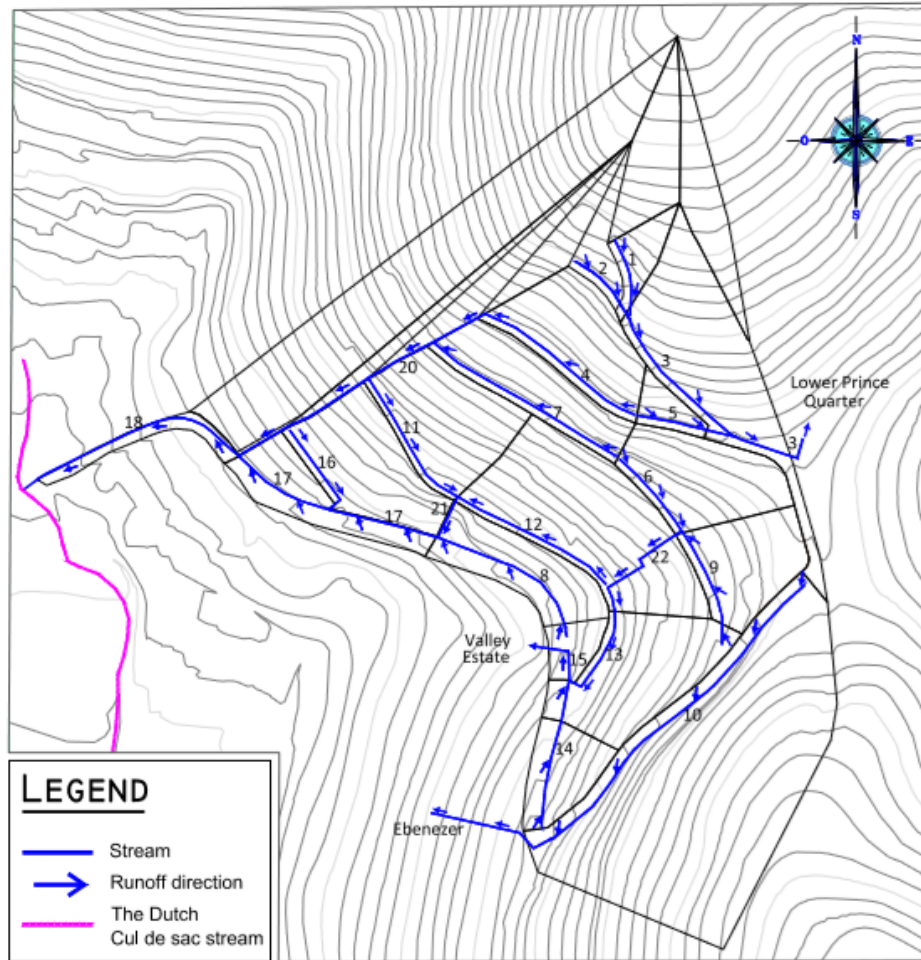 N
O
E
S
1
2
3
Lower Prince
Quarter
20
4
5
3
7
18
11
16
6
17
21
12
17
22
9
8
Valley
Estate
15
13
10
14
Ebenezer
LEGEND
Stream
Runoff direction
The Dutch
Cul de sac stream